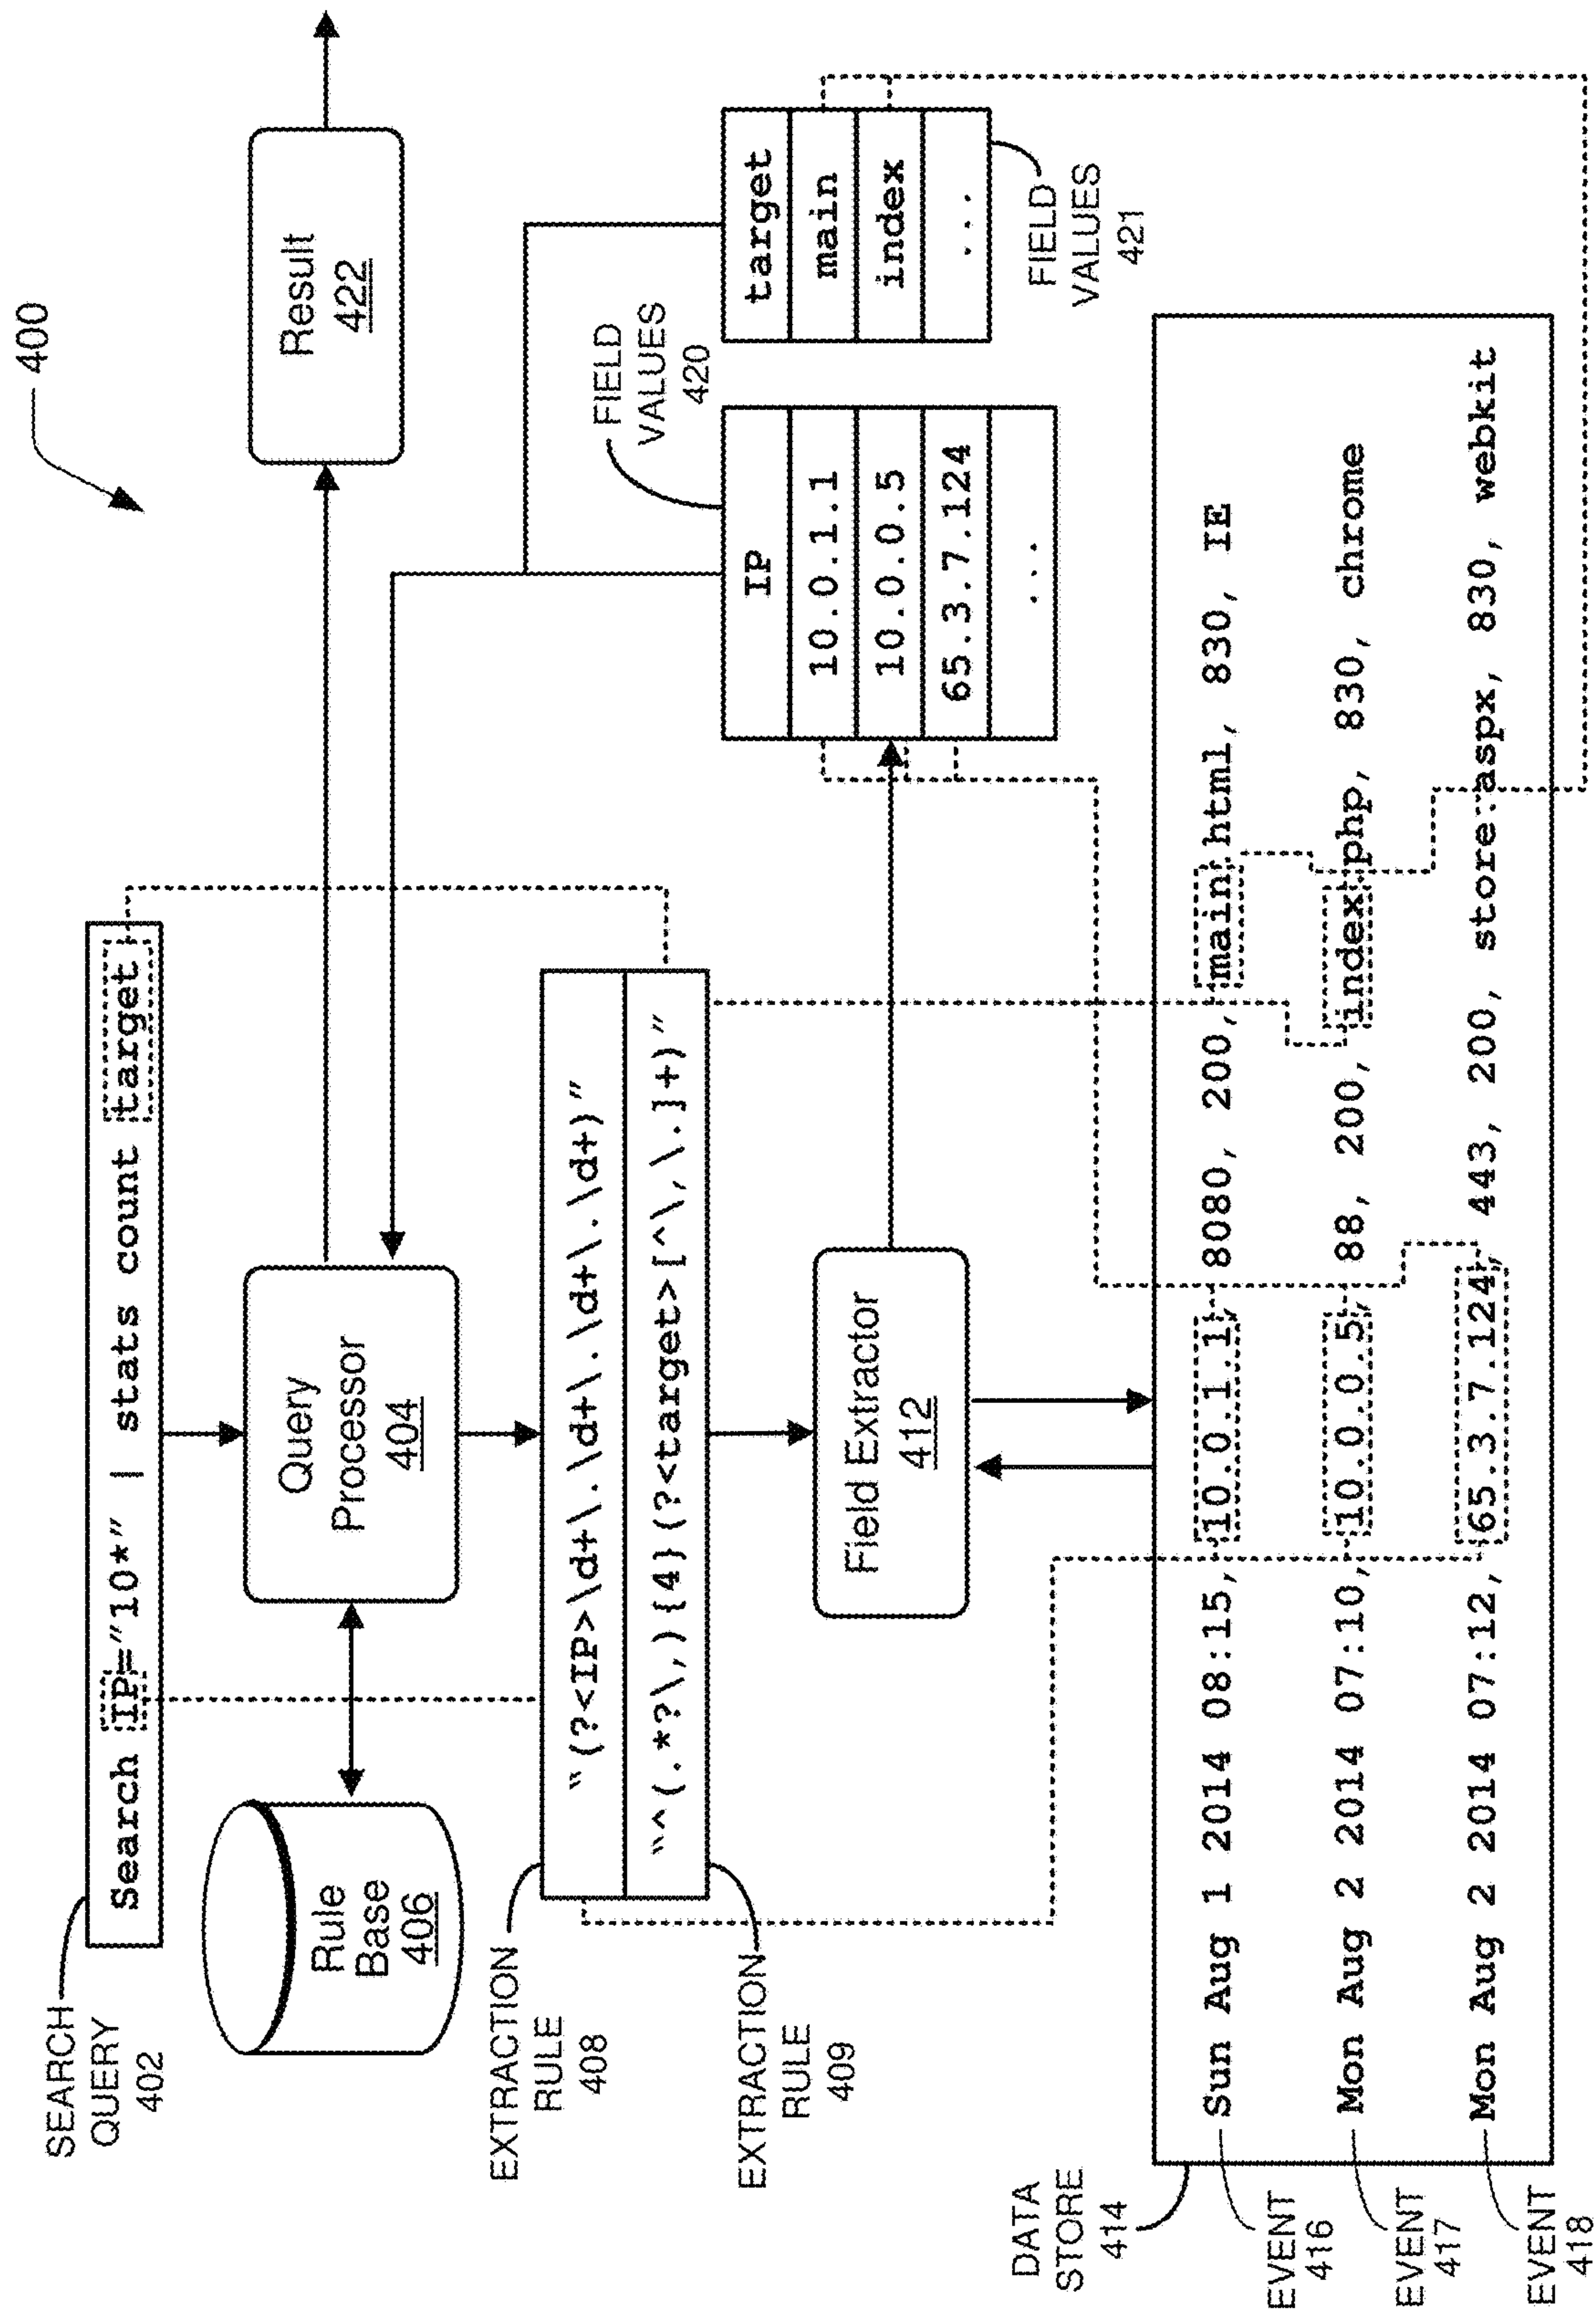 400
SEARCH
QUERY
402
Search IP="10*" | stats count target
Rule
Base
406
Query
Processor
404
Result
422
EXTRACTION
RULE
408
"(?<IP>\d+\.\d+\.\d+\.\d+)"
"^(.*?\,){4}(?<target>[^\,\.]+)"
EXTRACTION
RULE
409
FIELD
VALUES
420
IP
10.0.1.1
10.0.0.5
65.3.7.124
...
target
main
index
...
FIELD
VALUES
421
Field Extractor
412
DATA
STORE
414
EVENT
416
Sun Aug 1 2014 08:15, 10.0.1.1, 8080, 200, main.html, 830, IE
EVENT
417
Mon Aug 2 2014 07:10, 10.0.0.5, 88, 200, index.php, 830, chrome
EVENT
418
Mon Aug 2 2014 07:12, 65.3.7.124, 443, 200, store.aspx, 830, webkit